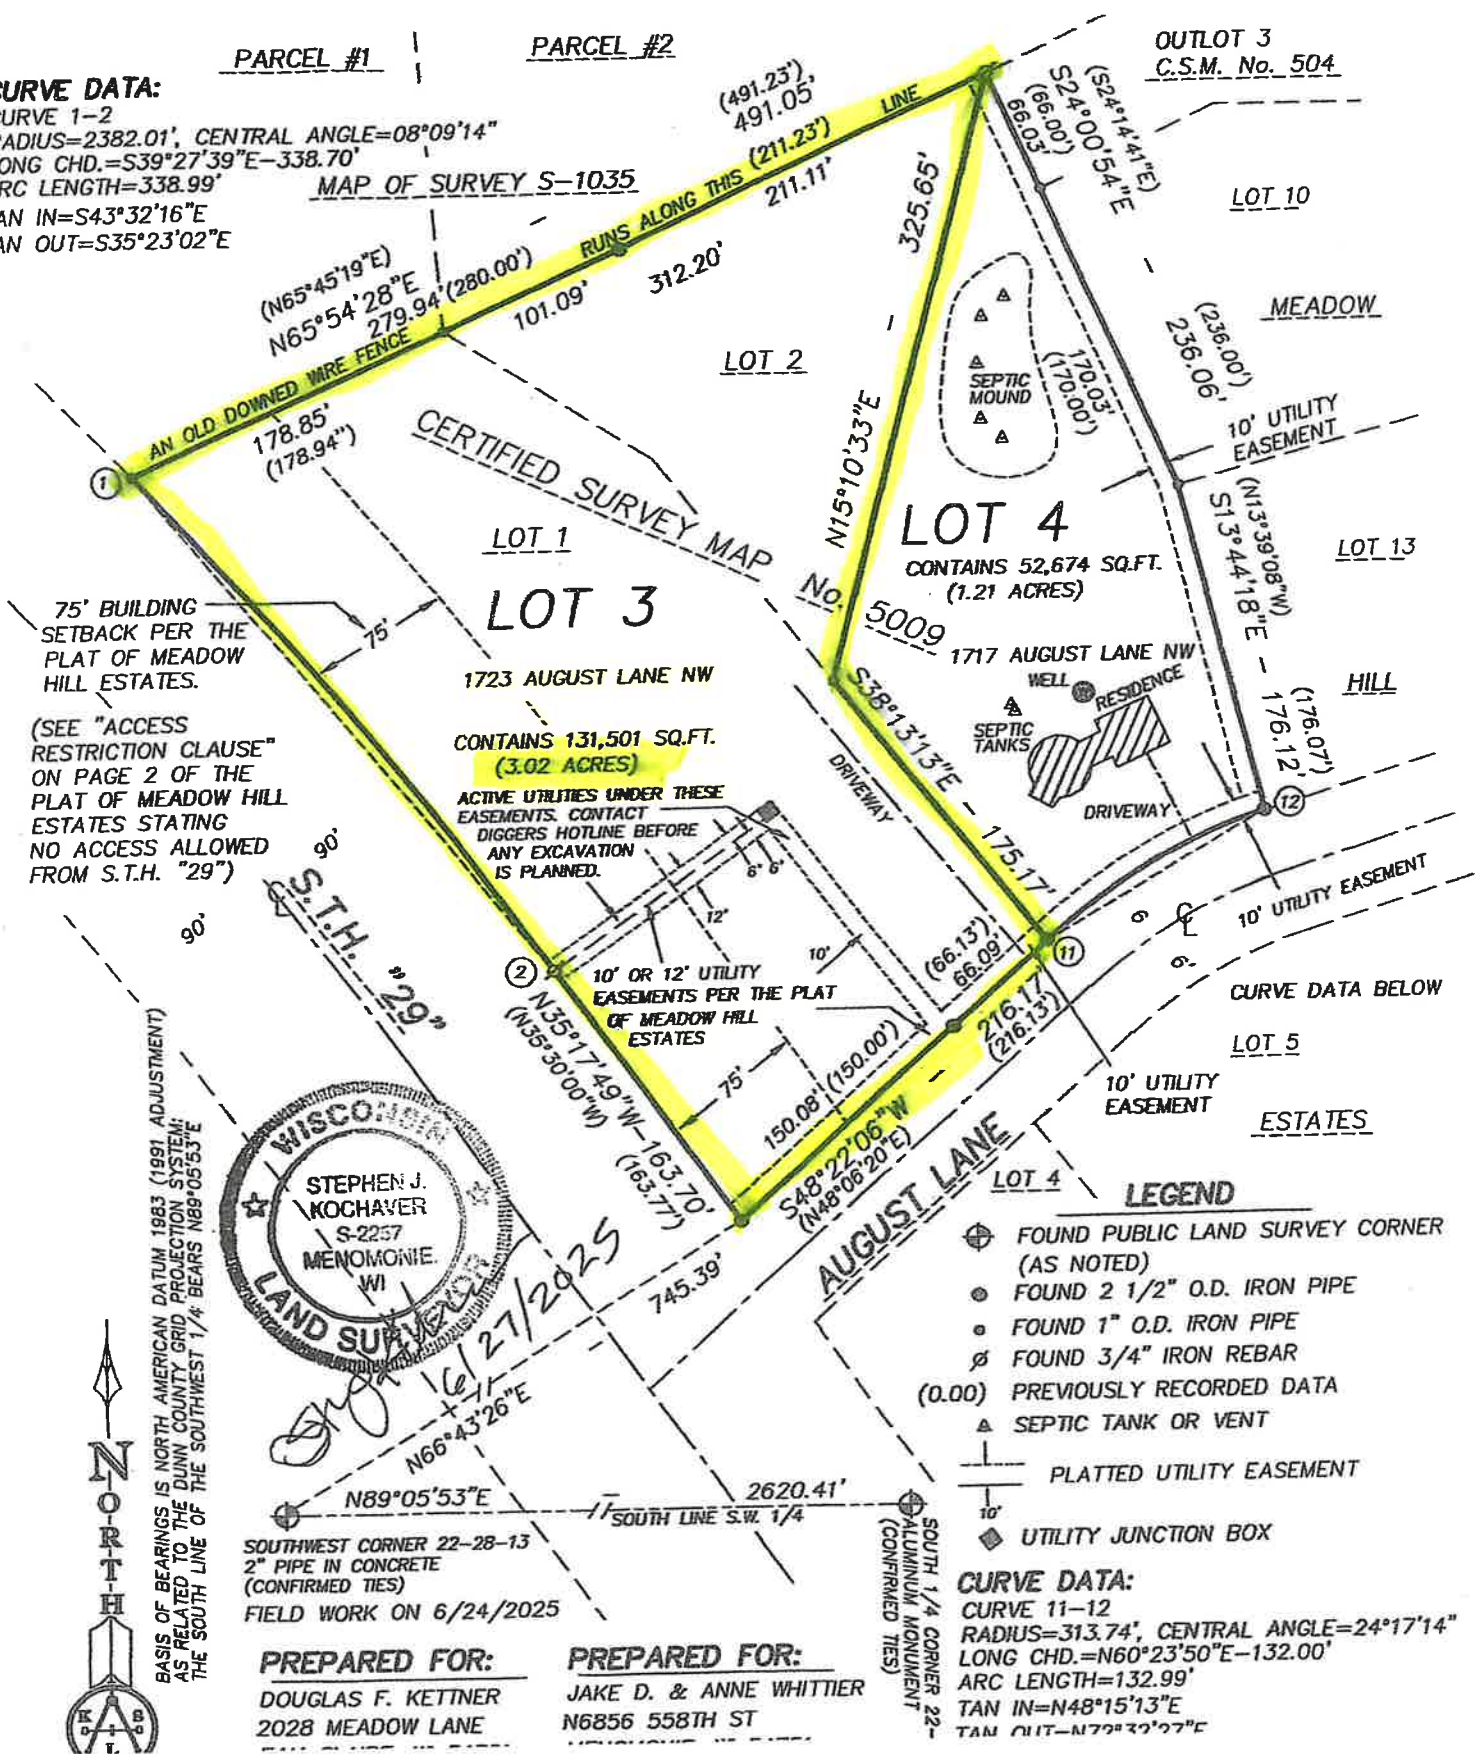 PARCEL #1
PARCEL #2
OUTLOT 3
C.S.M. No. 504
CURVE DATA:
CURVE 1-2
RADIUS=2382.01', CENTRAL ANGLE=08°09'14"
LONG CHD.=S39°27'39"E-338.70'
ARC LENGTH=338.99'
TAN IN=S43°32'16"E
TAN OUT=S35°23'02"E
MAP OF SURVEY S-1035
(491.23')
491.05'
LINE
(211.23')
RUNS ALONG THIS
211.11'
(S24°14'41"E)
S24°00'54"E
(66.00')
66.03'
LOT 10
(N65°45'19"E)
N65°54'28"E
279.94'(280.00')
101.09'
312.20'
AN OLD DOWNED WIRE FENCE
178.85'
(178.94")
325.65'
N15°10'33"E
LOT 2
SEPTIC
MOUND
170.03'
(170.00')
MEADOW
(236.00')
236.06'
10' UTILITY
EASEMENT
1
CERTIFIED SURVEY MAP
No.
5009
LOT 1
LOT 3
LOT 4
CONTAINS 52,674 SQ.FT.
(1.21 ACRES)
(N13°39'08"W)
S13°44'18"E - 176.12'
(176.07')
LOT 13
75' BUILDING
SETBACK PER THE
PLAT OF MEADOW
HILL ESTATES.
75'
1723 AUGUST LANE NW
1717 AUGUST LANE NW
WELL
W
RESIDENCE
HILL
(SEE "ACCESS
RESTRICTION CLAUSE"
ON PAGE 2 OF THE
PLAT OF MEADOW HILL
ESTATES STATING
NO ACCESS ALLOWED
FROM S.T.H. "29")
CONTAINS 131,501 SQ.FT.
(3.02 ACRES)
ACTIVE UTILITIES UNDER THESE
EASEMENTS. CONTACT
DIGGERS HOTLINE BEFORE
ANY EXCAVATION
IS PLANNED.
SEPTIC
TANKS
S38°13'13"E - 175.17'
DRIVEWAY
DRIVEWAY
12
90'
90'
S.T.H. "29"
6' 6'
12'
10'
2
10' OR 12' UTILITY
EASEMENTS PER THE PLAT
OF MEADOW HILL
ESTATES
(66.13')
66.09'
11
6
6'
10' UTILITY EASEMENT
CURVE DATA BELOW
216.17'
(216.13')
LOT 5
N35°17'49"W-163.70'
(N35°30'00"W)
(163.77')
75'
150.08'(150.00')
S48°22'06"W
(N48°06'20"E)
10' UTILITY
EASEMENT
ESTATES
AUGUST LANE
LOT 4
WISCONSIN
STEPHEN J.
KOCHAVER
S-2257
MENOMONIE.
WI
LAND SURVEYOR
6/27/2025
745.39'
N66°43'26"E
LEGEND
FOUND PUBLIC LAND SURVEY CORNER
(AS NOTED)
FOUND 2 1/2" O.D. IRON PIPE
FOUND 1" O.D. IRON PIPE
FOUND 3/4" IRON REBAR
(0.00) PREVIOUSLY RECORDED DATA
SEPTIC TANK OR VENT
PLATTED UTILITY EASEMENT
10'
UTILITY JUNCTION BOX
BASIS OF BEARINGS IS NORTH AMERICAN DATUM 1983 (1991 ADJUSTMENT)
AS RELATED TO THE DUNN COUNTY GRID PROJECTION SYSTEM:
THE SOUTH LINE OF THE SOUTHWEST 1/4 BEARS N89°05'53"E
NORTH
K S
L
N89°05'53"E
2620.41'
SOUTH LINE S.W. 1/4
SOUTHWEST CORNER 22-28-13
2" PIPE IN CONCRETE
(CONFIRMED TIES)
FIELD WORK ON 6/24/2025
SOUTH 1/4 CORNER 22-
ALUMINUM MONUMENT
(CONFIRMED TIES)
CURVE DATA:
CURVE 11-12
RADIUS=313.74', CENTRAL ANGLE=24°17'14"
LONG CHD.=N60°23'50"E-132.00'
ARC LENGTH=132.99'
TAN IN=N48°15'13"E
TAN OUT=N72°32'27"E
PREPARED FOR:
DOUGLAS F. KETTNER
2028 MEADOW LANE
PREPARED FOR:
JAKE D. & ANNE WHITTIER
N6856 558TH ST